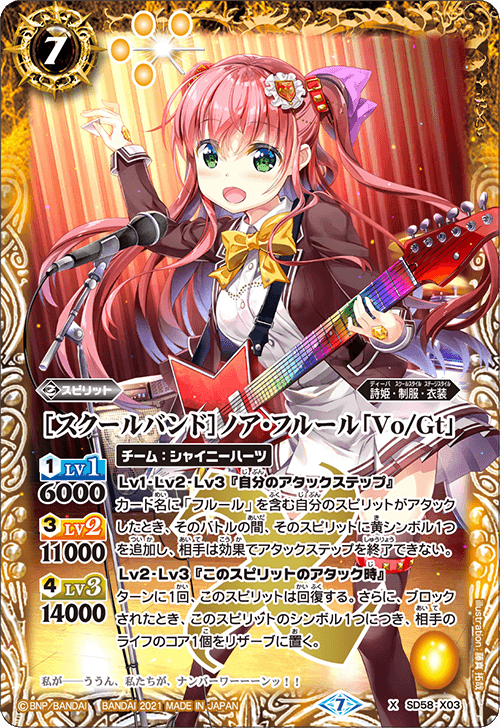 7
スピリット
ディーバ スクールスタイル ステージスタイル
詩姫・制服・衣装
[スクールバンド]ノア・フルール「Vo/Gt」
チーム:シャイニーハーツ
1 LV1
6000
3 LV2
11000
4 LV3
14000
Lv1・Lv2・Lv3『自分のアタックステップ』
カード名に「フルール」を含む自分のスピリットがアタック
したとき、そのバトルの間、そのスピリットに黄シンボル1つ
を追加し、相手は効果でアタックステップを終了できない。
Lv2・Lv3『このスピリットのアタック時』
ターンに1回、このスピリットは回復する。さらに、ブロック
されたとき、このスピリットのシンボル1つにつき、相手の
ライフのコア1個をリザーブに置く。
私が――ううん、私たちが、ナンバーワーーーンッ!
illustration:藤真 拓哉
©BNP/BANDAI BANDAI 2021 MADE IN JAPAN
7
X SD58-X03